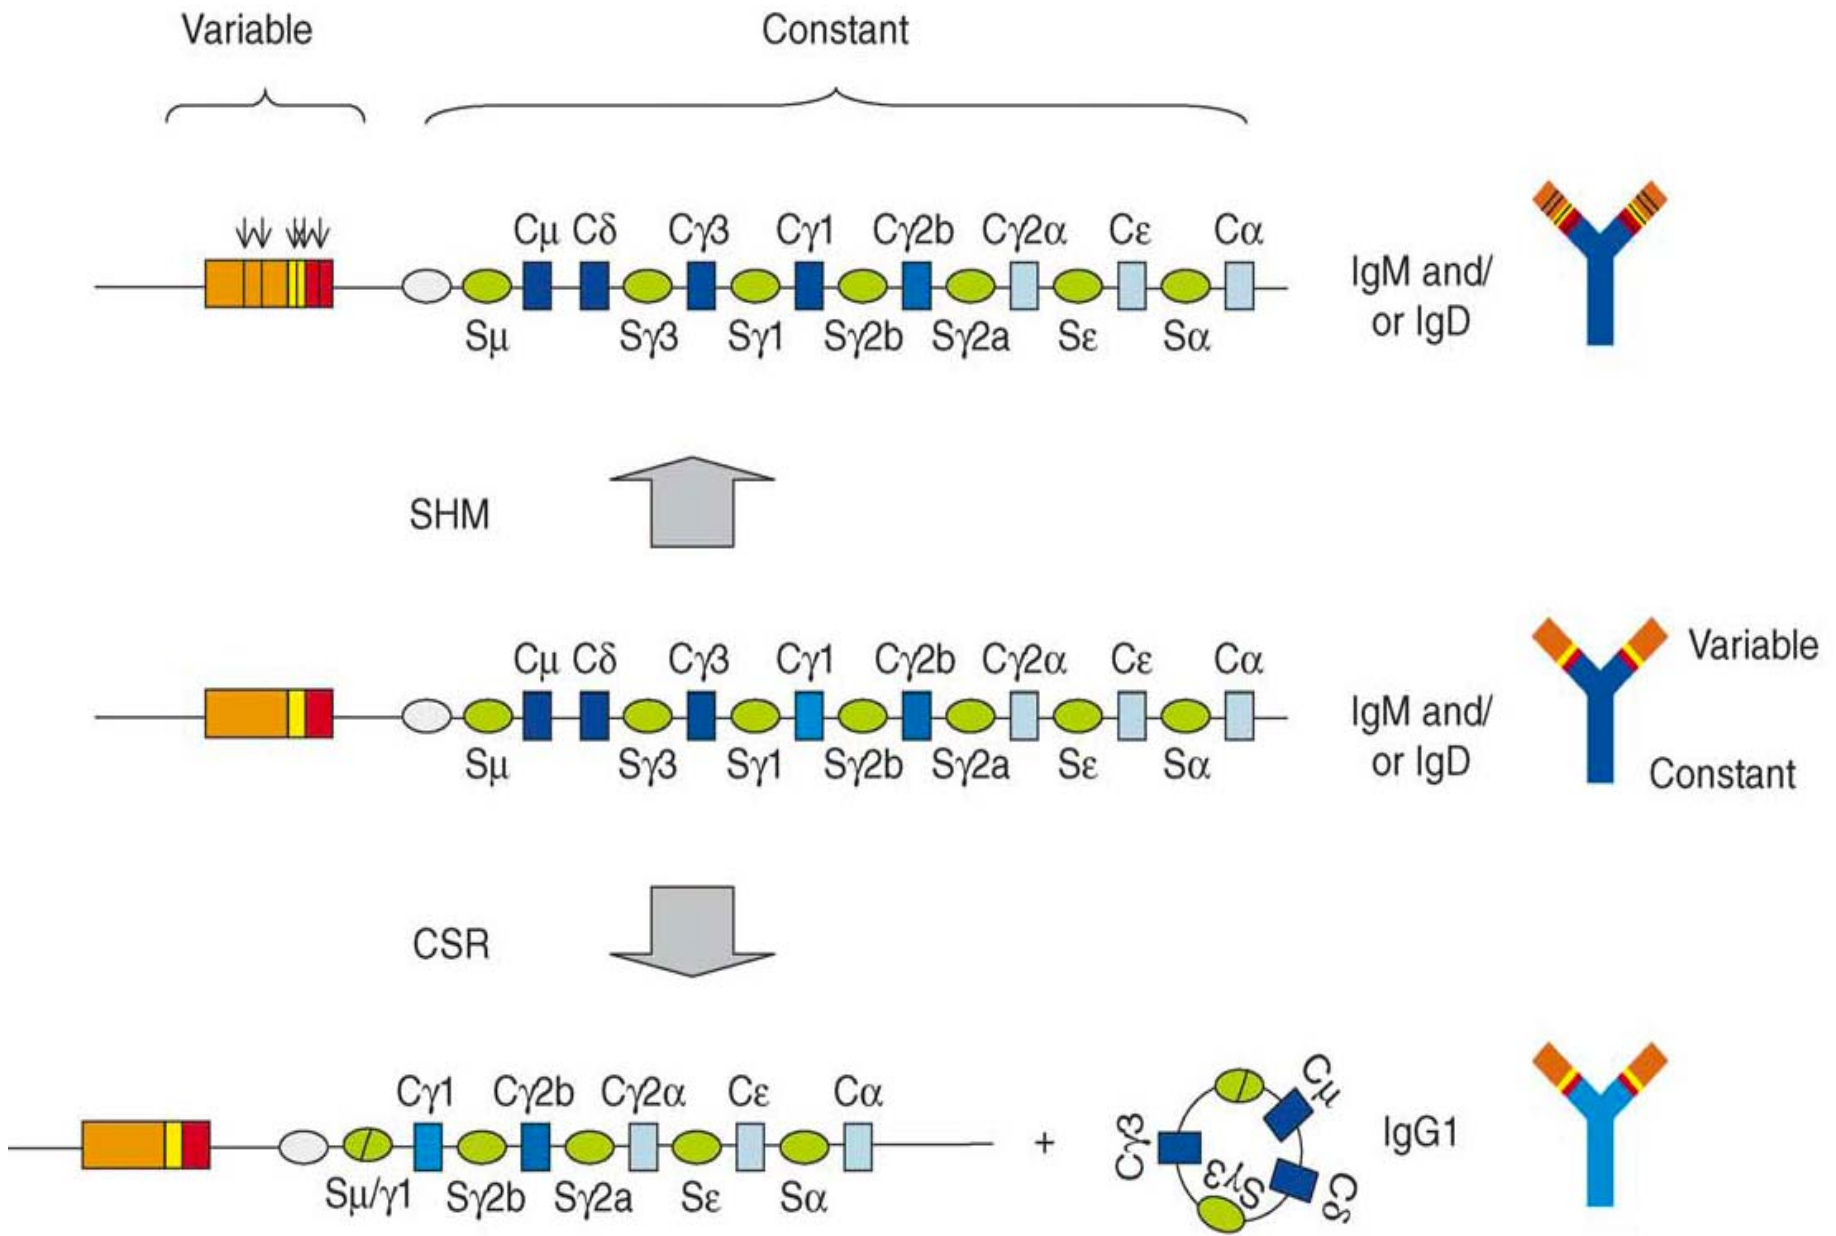 Variable
Constant
Cμ Cδ Cγ3 Cγ1 Cγ2b Cγ2α Cε Cα
IgM and/
or IgD
Sμ Sγ3 Sγ1 Sγ2b Sγ2a Sε Sα
SHM
Cμ Cδ Cγ3 Cγ1 Cγ2b Cγ2α Cε Cα
Variable
IgM and/
or IgD
Sμ Sγ3 Sγ1 Sγ2b Sγ2a Sε Sα
Constant
CSR
Cγ1 Cγ2b Cγ2α Cε Cα
+
Cμ
Cγ3
Sγ3
Cδ
IgG1
Sμ/γ1 Sγ2b Sγ2a Sε Sα